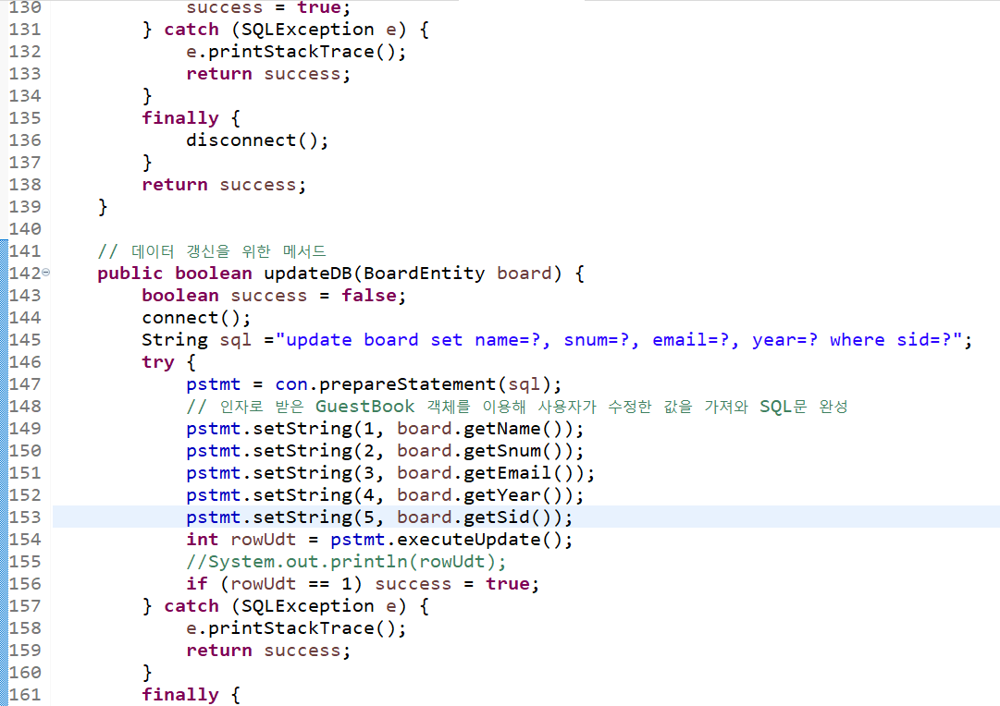 130 success = true;
131 } catch (SQLException e) {
132 e.printStackTrace();
133 return success;
134 }
135 finally {
136 disconnect();
137 }
138 return success;
139 }
140
141 // 데이터 갱신을 위한 메서드
142 public boolean updateDB(BoardEntity board) {
143 boolean success = false;
144 connect();
145 String sql ="update board set name=?, snum=?, email=?, year=? where sid=?";
146 try {
147 pstmt = con.prepareStatement(sql);
148 // 인자로 받은 GuestBook 객체를 이용해 사용자가 수정한 값을 가져와 SQL문 완성
149 pstmt.setString(1, board.getName());
150 pstmt.setString(2, board.getSnum());
151 pstmt.setString(3, board.getEmail());
152 pstmt.setString(4, board.getYear());
153 pstmt.setString(5, board.getSid());
154 int rowUdt = pstmt.executeUpdate();
155 //System.out.println(rowUdt);
156 if (rowUdt == 1) success = true;
157 } catch (SQLException e) {
158 e.printStackTrace();
159 return success;
160 }
161 finally {